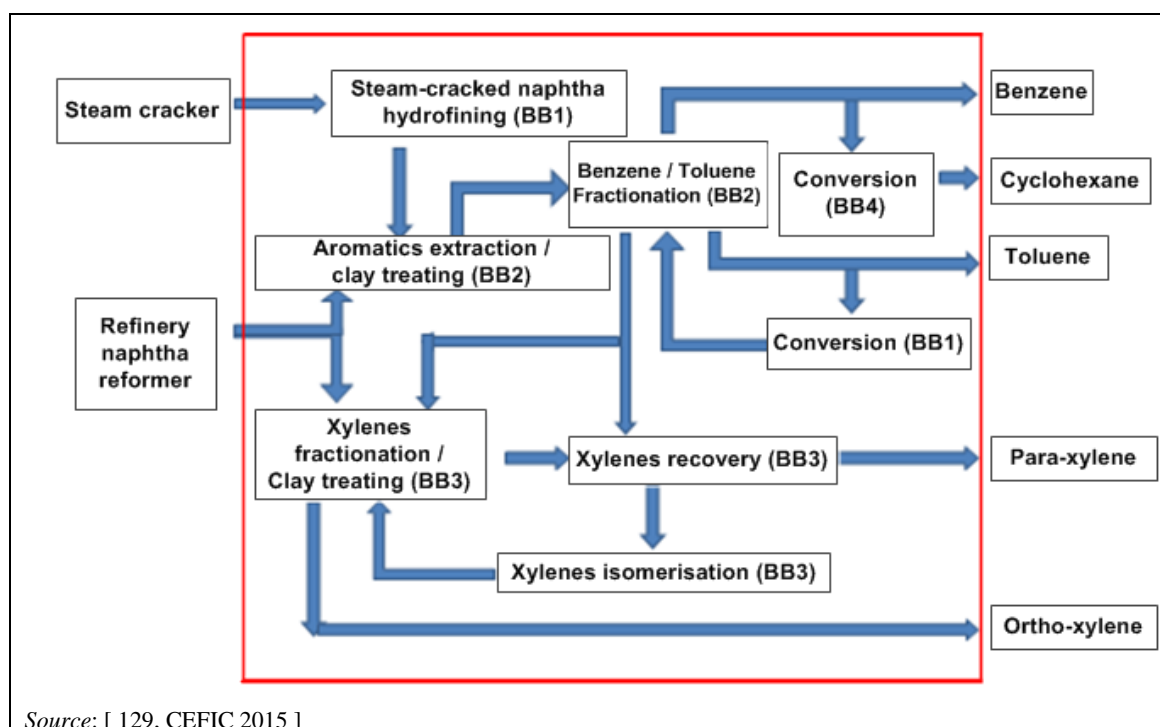 Steam cracker
Steam-cracked naphtha
hydrofining (BB1)
Benzene
Benzene / Toluene
Fractionation (BB2)
Conversion
(BB4)
Cyclohexane
Aromatics extraction /
clay treating (BB2)
Toluene
Refinery
naphtha
reformer
Conversion (BB1)
Xylenes
fractionation /
Clay treating (BB3)
Xylenes recovery (BB3)
Para-xylene
Xylenes isomerisation (BB3)
Ortho-xylene
Source: [ 129, CEFIC 2015 ]